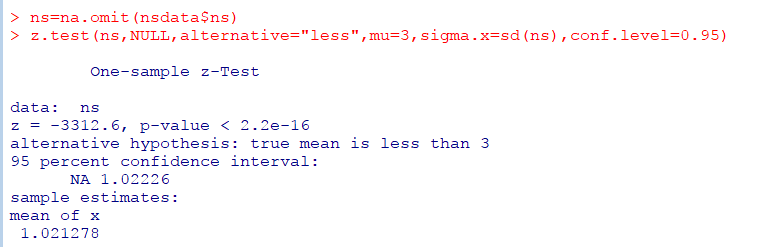 > ns=na.omit(nsdata$ns)
> z.test(ns,NULL,alternative="less",mu=3,sigma.x=sd(ns),conf.level=0.95)
One-sample z-Test
data:  ns
z = -3312.6, p-value < 2.2e-16
alternative hypothesis: true mean is less than 3
95 percent confidence interval:
NA 1.02226
sample estimates:
mean of x
1.021278